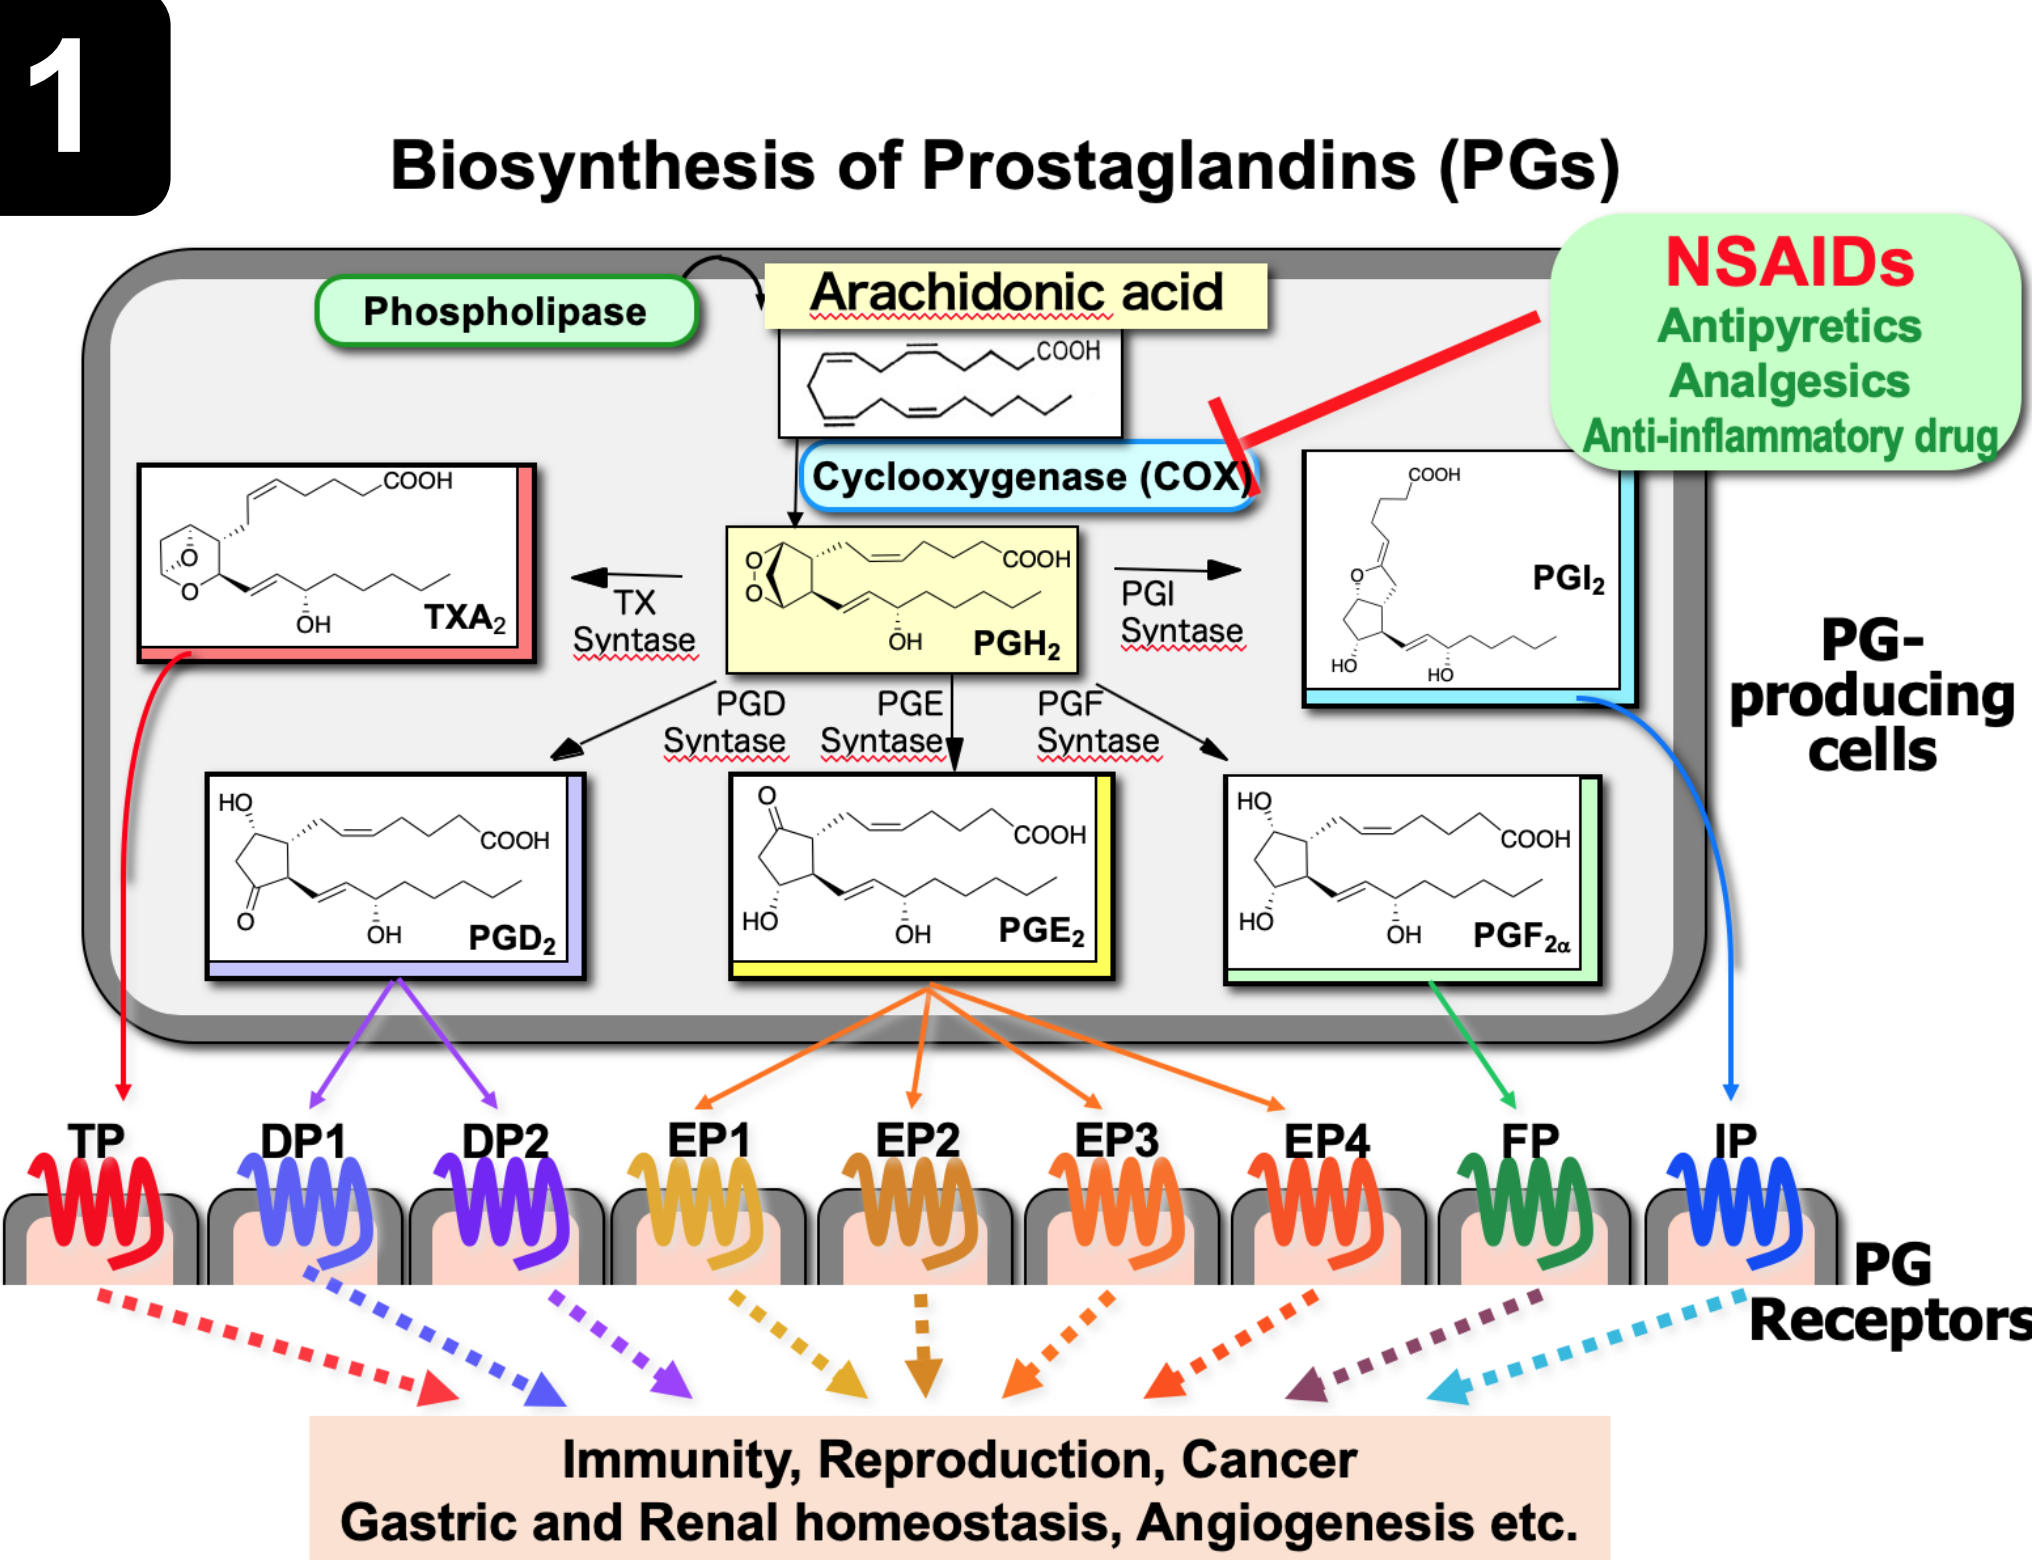 1
Biosynthesis of Prostaglandins (PGs)
NSAIDs
Antipyretics
Analgesics
Anti-inflammatory drug
Phospholipase
Arachidonic acid
COOH
Cyclooxygenase (COX)
COOH
O
O
OH
TXA2
TX
Syntase
O
O
COOH
OH
PGH2
PGI
Syntase
COOH
O
PGI2
HO
HO
PG-
producing
cells
PGD
Syntase
PGE
Syntase
PGF
Syntase
HO
COOH
O
OH
PGD2
O
COOH
HO
OH
PGE2
HO
COOH
HO
OH
PGF2α
TP
DP1
DP2
EP1
EP2
EP3
EP4
FP
IP
PG
Receptors
Immunity, Reproduction, Cancer
Gastric and Renal homeostasis, Angiogenesis etc.